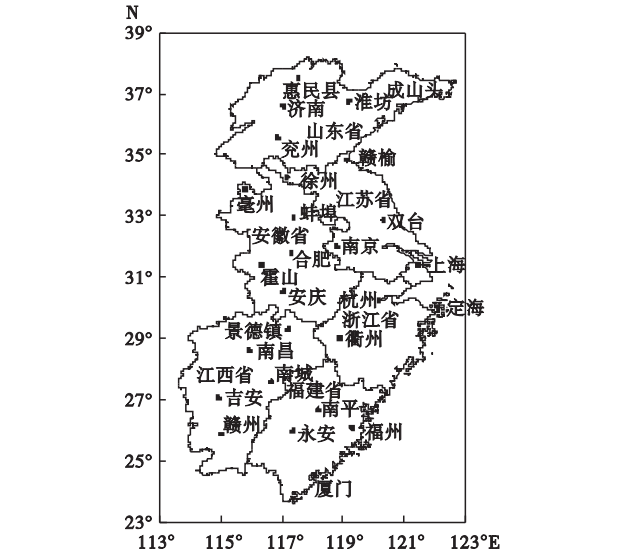 N
39°
惠民县
成山头
37°
济南
淮坊
山东省
兖州
35°
赣榆
徐州
江苏省
亳州
蚌埠
33°
双台
安徽省
南京
合肥
上海
31°
霍山
安庆
杭州
定海
浙江省
景德镇
29°
衢州
南昌
江西省
南城
福建省
27°
吉安
南平
赣州
永安
福州
25°
厦门
23°
113°
115°
117°
119°
121°
123°E